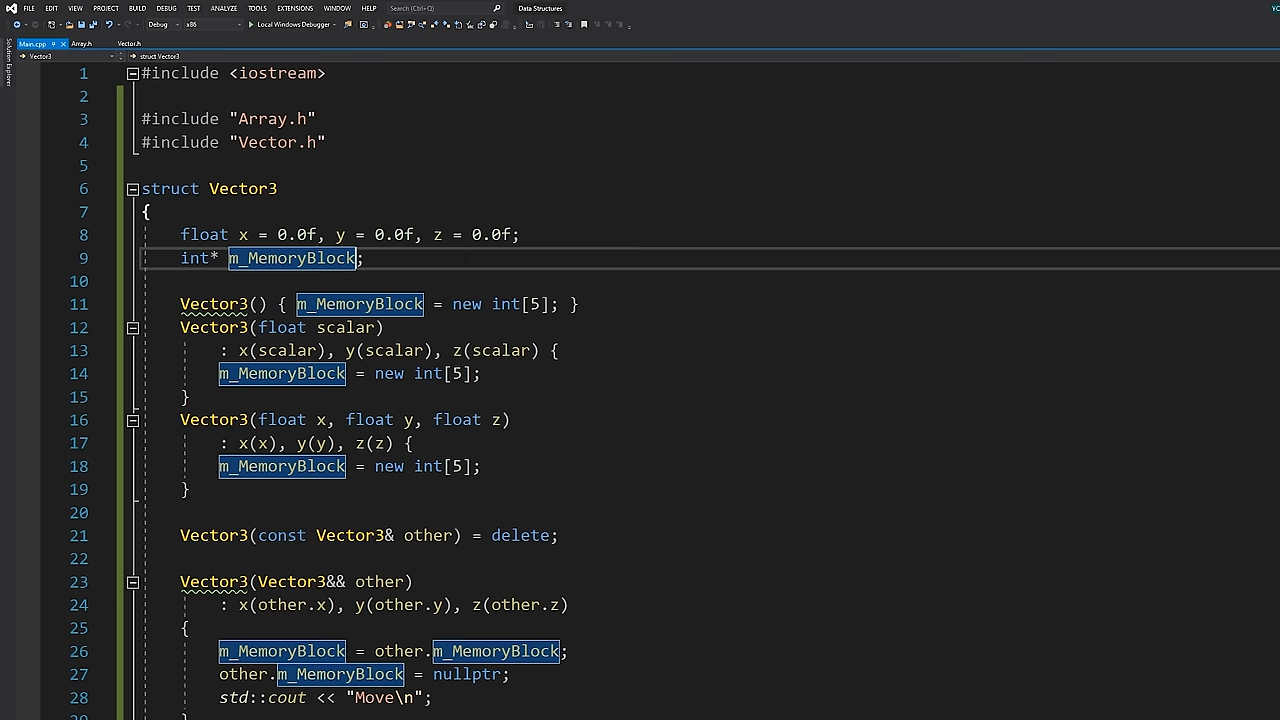 FILE EDIT VIEW PROJECT BUILD DEBUG TEST ANALYZE TOOLS EXTENSIONS WINDOW HELP Search (Ctrl+Q) Data Structures
Debug x86 Local Windows Debugger
Main.cpp Array.h Vector.h
Vector3 struct Vector3
Solution Explorer
1 #include <iostream>
2
3 #include "Array.h"
4 #include "Vector.h"
5
6 struct Vector3
7 {
8 float x = 0.0f, y = 0.0f, z = 0.0f;
9 int* m_MemoryBlock;
10
11 Vector3() { m_MemoryBlock = new int[5]; }
12 Vector3(float scalar)
13 : x(scalar), y(scalar), z(scalar) {
14 m_MemoryBlock = new int[5];
15 }
16 Vector3(float x, float y, float z)
17 : x(x), y(y), z(z) {
18 m_MemoryBlock = new int[5];
19 }
20
21 Vector3(const Vector3& other) = delete;
22
23 Vector3(Vector3&& other)
24 : x(other.x), y(other.y), z(other.z)
25 {
26 m_MemoryBlock = other.m_MemoryBlock;
27 other.m_MemoryBlock = nullptr;
28 std::cout << "Move\n";
29 }